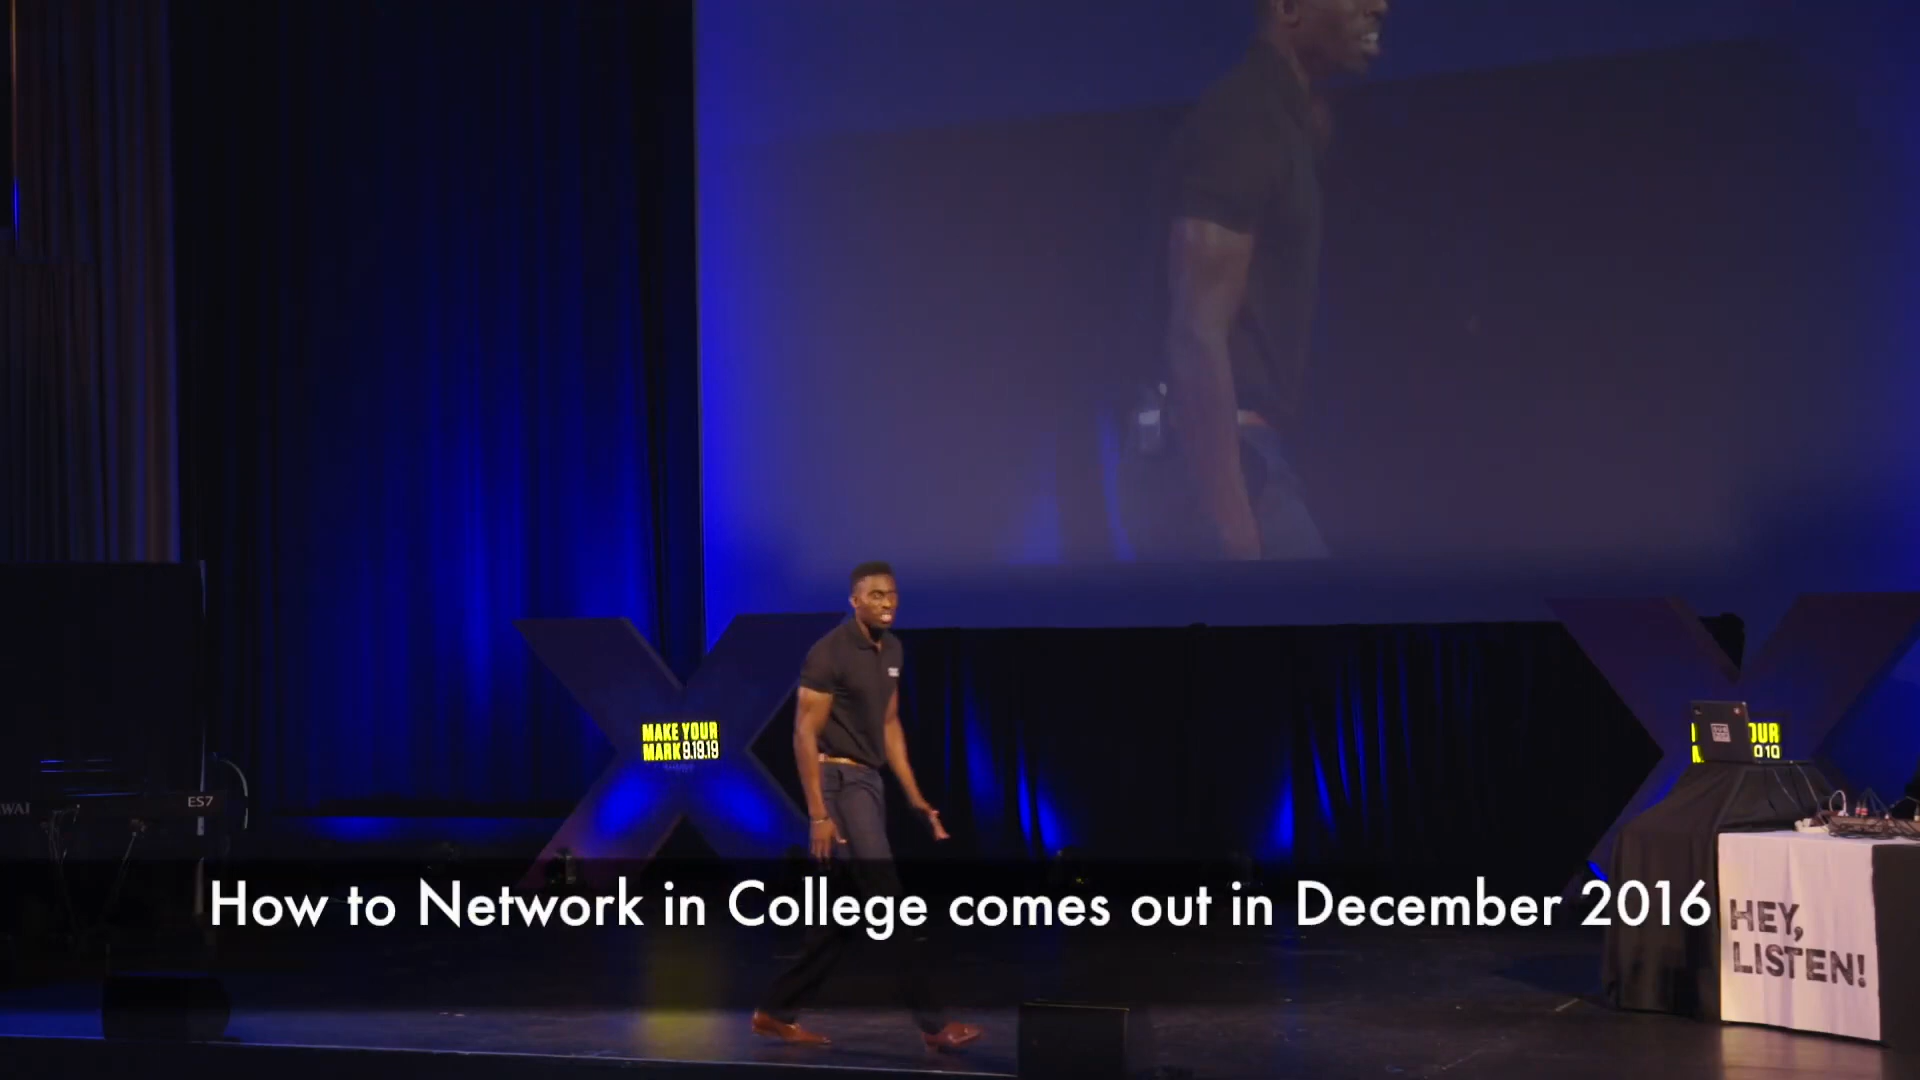 MAKE YOUR
MARK 9.19.19
OUR
ES7
How to Network in College comes out in December 2016
HEY,
LISTEN!